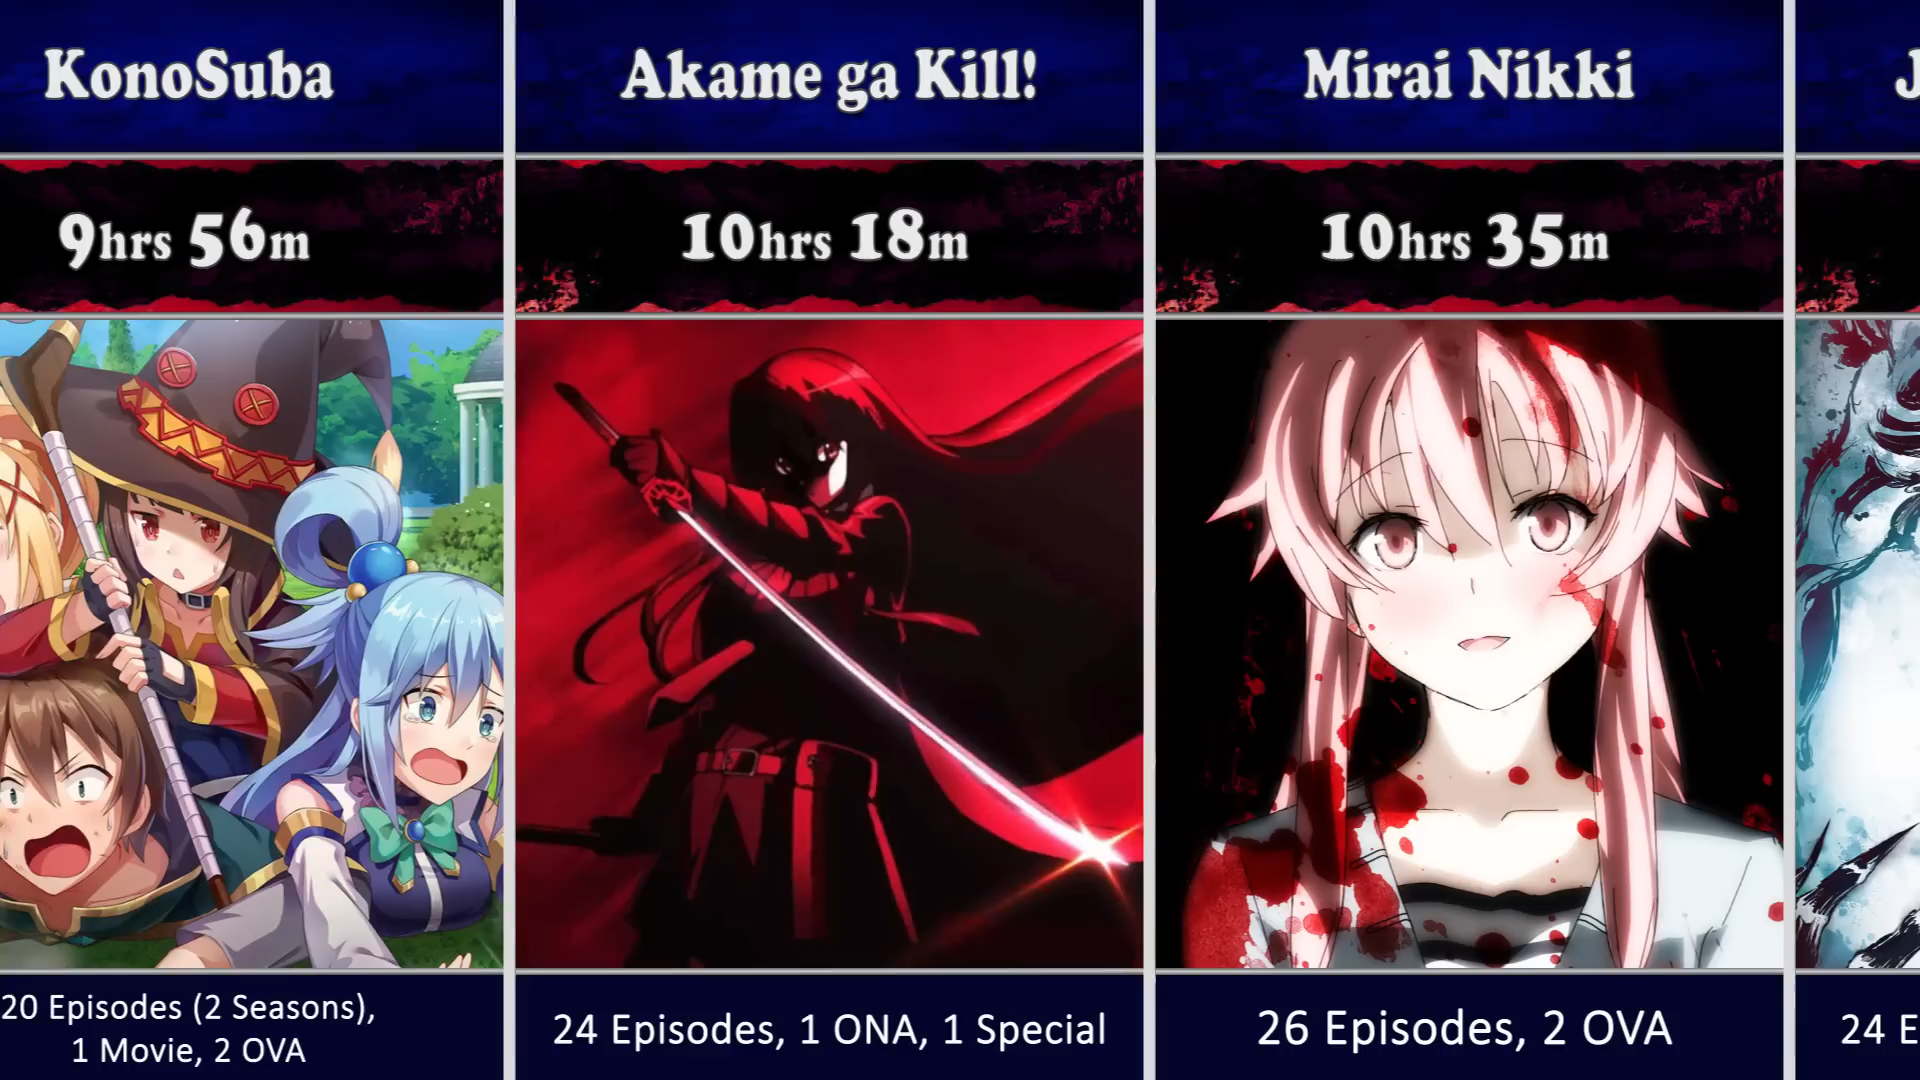 KonoSuba
9hrs 56m
20 Episodes (2 Seasons),
1 Movie, 2 OVA
Akame ga Kill!
10hrs 18m
24 Episodes, 1 ONA, 1 Special
Mirai Nikki
10hrs 35m
26 Episodes, 2 OVA
J
24 E